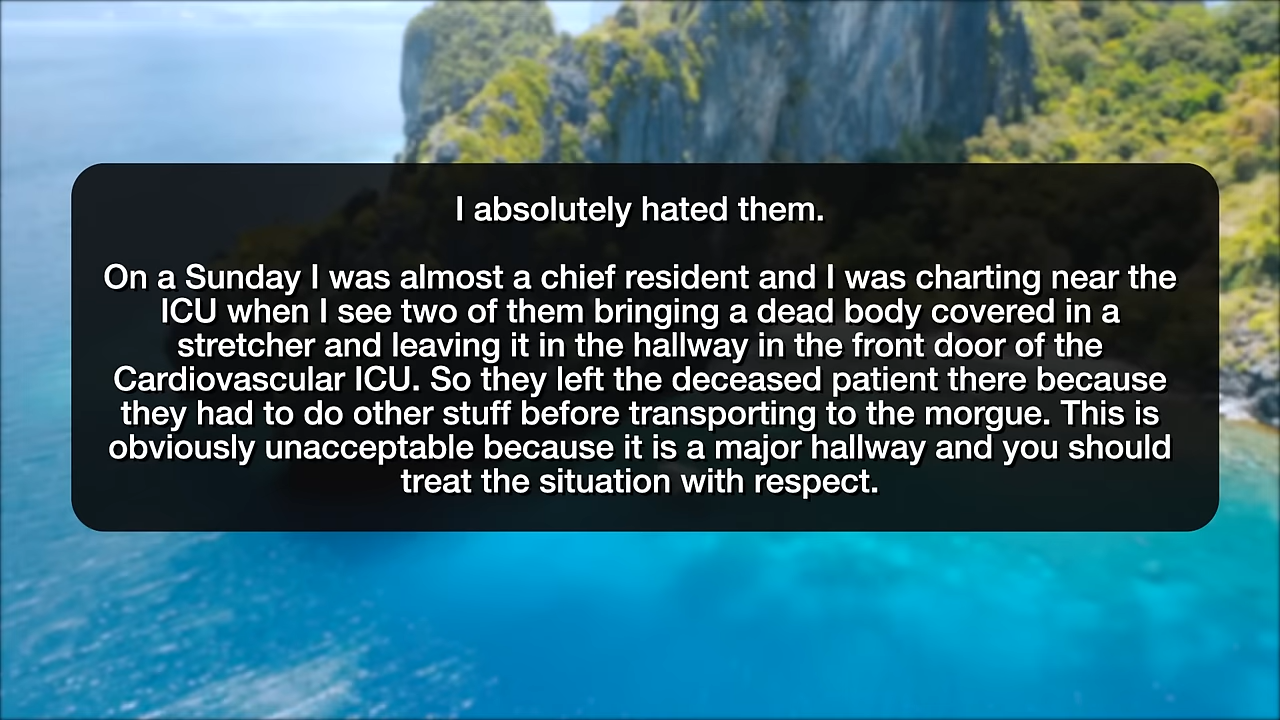 I absolutely hated them.
On a Sunday I was almost a chief resident and I was charting near the
ICU when I see two of them bringing a dead body covered in a
stretcher and leaving it in the hallway in the front door of the
Cardiovascular ICU. So they left the deceased patient there because
they had to do other stuff before transporting to the morgue. This is
obviously unacceptable because it is a major hallway and you should
treat the situation with respect.